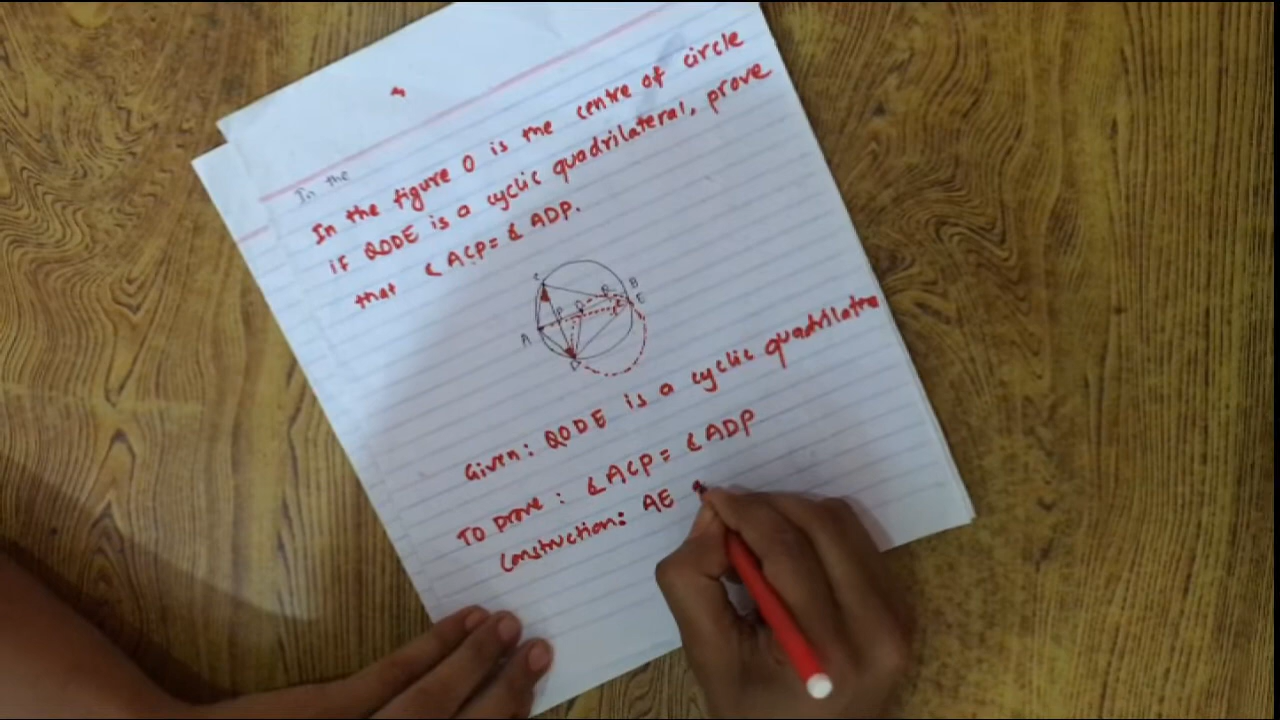 In the
In the figure O is the centre of circle
if QODE is a cyclic quadrilateral, prove
that ∠ACP = ∠ADP.
C
B
E
R
P
A
D
Given: QODE is a cyclic quadrilatra
To prove : ∠ACP = ∠ADP
Construction: AE